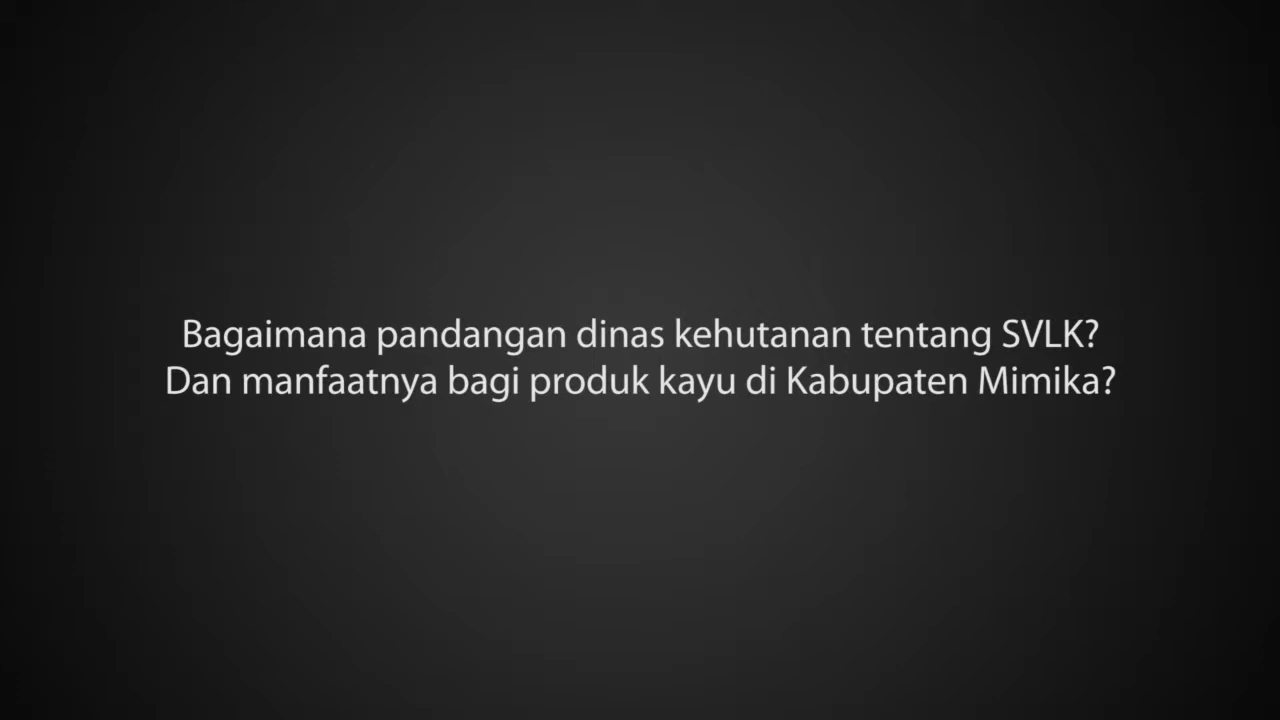 Bagaimana pandangan dinas kehutanan tentang SVLK?
Dan manfaatnya bagi produk kayu di Kabupaten Mimika?